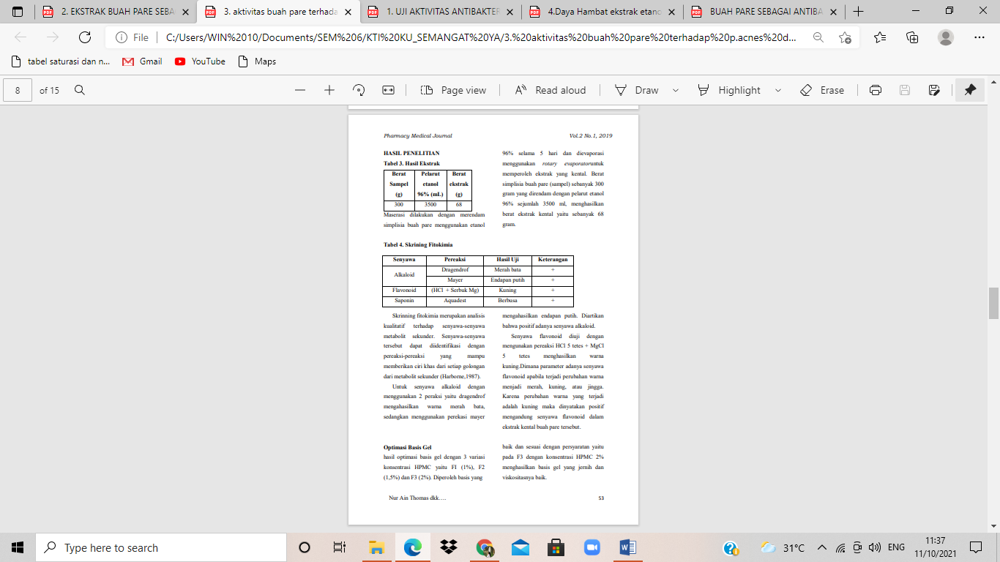 2. EKSTRAK BUAH PARE SEBA
3. aktivitas buah pare terhada
1. UJI AKTIVITAS ANTIBAKTER
4.Daya Hambat ekstrak etano
BUAH PARE SEBAGAI ANTIBA
File
C:/Users/WIN%2010/Documents/SEM%206/KTI%20KU_SEMANGAT%20YA/3.%20aktivitas%20buah%20pare%20terhadap%20p.acnes%20d...
tabel saturasi dan n...
Gmail
YouTube
Maps
8 of 15
Page view
Read aloud
Draw
Highlight
Erase
Pharmacy Medical Journal
Vol.2 No.1, 2019
HASIL PENELITIAN
Tabel 3. Hasil Ekstrak
Berat Pelarut Berat
Sampel etanol ekstrak
(g) 96% (mL) (g)
300 3500 68
Maserasi dilakukan dengan merendam
simplisia buah pare menggunakan etanol
96% selama 5 hari dan dievaporasi
menggunakan rotary evaporatoruntuk
memperoleh ekstrak yang kental. Berat
simplisia buah pare (sampel) sebanyak 300
gram yang direndam dengan pelarut etanol
96% sejumlah 3500 ml, menghasilkan
berat ekstrak kental yaitu sebanyak 68
gram.
Tabel 4. Skrining Fitokimia
Senyawa Pereaksi Hasil Uji Keterangan
Alkaloid Dragendrof Merah bata +
Mayer Endapan putih +
Flavonoid (HCl + Serbuk Mg) Kuning +
Saponin Aquadest Berbusa +
Skrinning fitokimia merupakan analisis
kualitatif terhadap senyawa-senyawa
metabolit sekunder. Senyawa-senyawa
tersebut dapat diidentifikasi dengan
pereaksi-pereaksi yang mampu
memberikan ciri khas dari setiap golongan
dari metabolit sekunder (Harborne,1987).
Untuk senyawa alkaloid dengan
menggunakan 2 peraksi yaitu dragendrof
mengahasilkan warna merah bata,
sedangkan menggunakan perekasi mayer
mengahasilkan endapan putih. Diartikan
bahwa positif adanya senyawa alkaloid.
Senyawa flavonoid diuji dengan
mengunakan pereaksi HCl 5 tetes + MgCl
5 tetes menghasilkan warna
kuning.Dimana parameter adanya senyawa
flavonoid apabila terjadi perubahan warna
menjadi merah, kuning, atau jingga.
Karena perubahan warna yang terjadi
adalah kuning maka dinyatakan positif
mengandung senyawa flavonoid dalam
ekstrak kental buah pare tersebut.
Optimasi Basis Gel
hasil optimasi basis gel dengan 3 variasi
konsentrasi HPMC yaitu FI (1%), F2
(1,5%) dan F3 (2%). Diperoleh basis yang
baik dan sesuai dengan persyaratan yaitu
pada F3 dengan konsentrasi HPMC 2%
menghasilkan basis gel yang jernih dan
viskositasnya baik.
Nur Ain Thomas dkk....
53
Type here to search
31°C
ENG
11:37
11/10/2021